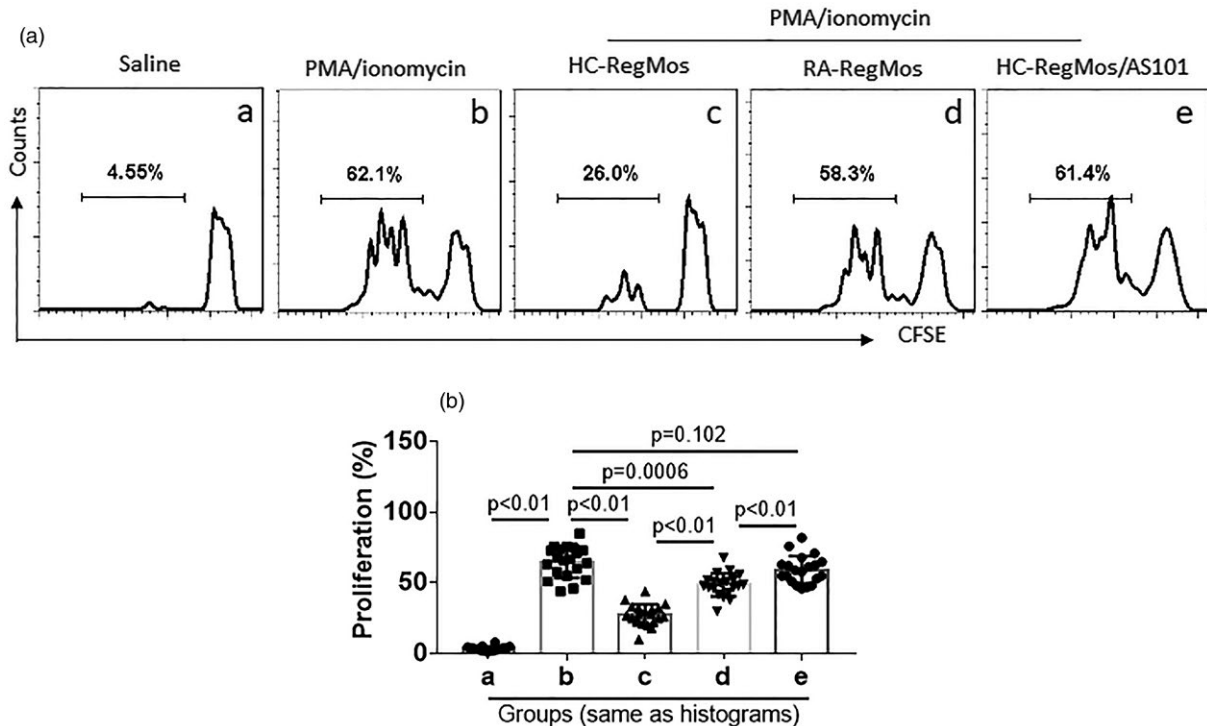 (a)
PMA/ionomycin
Saline PMA/ionomycin HC-RegMos RA-RegMos HC-RegMos/AS101
a b c d e
4.55% 62.1% 26.0% 58.3% 61.4%
Counts
CFSE
(b)
p=0.102
p=0.0006
p<0.01 p<0.01 p<0.01 p<0.01
Proliferation (%)
150
100
50
0
a b c d e
Groups (same as histograms)